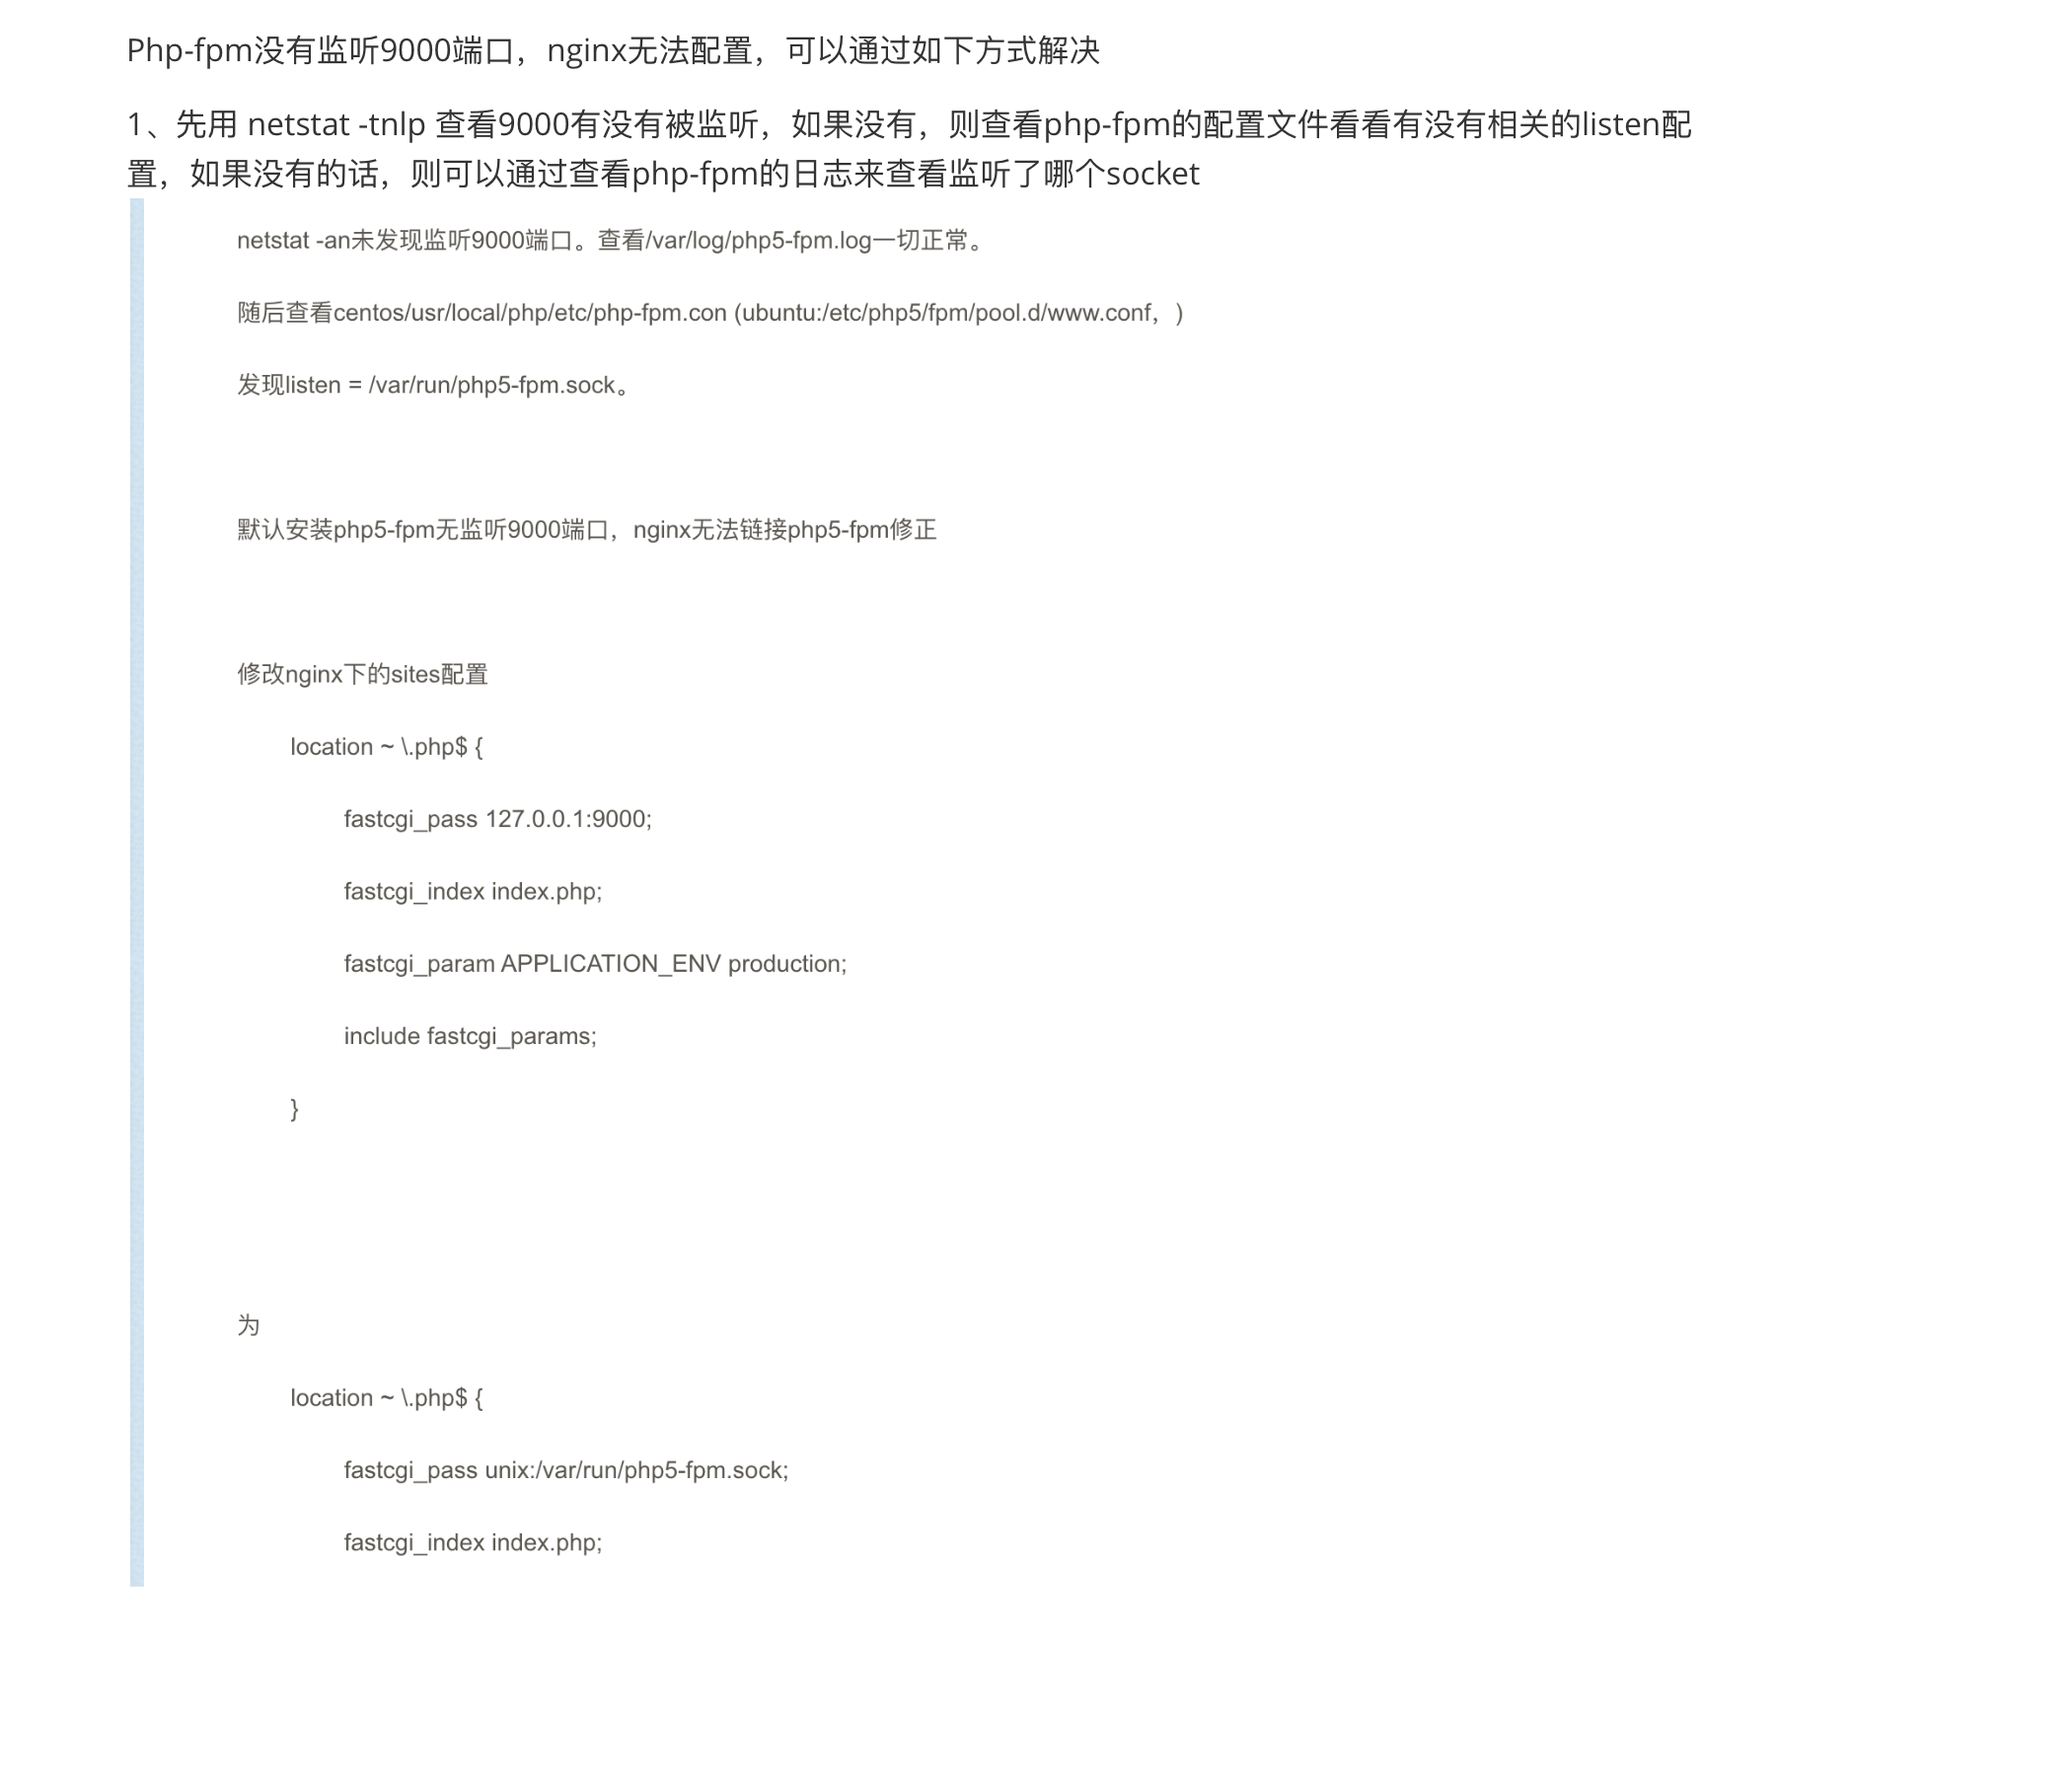 Php-fpm没有监听9000端口，nginx无法配置，可以通过如下方式解决
1、先用 netstat -tnlp 查看9000有没有被监听，如果没有，则查看php-fpm的配置文件看看有没有相关的listen配
置，如果没有的话，则可以通过查看php-fpm的日志来查看监听了哪个socket
netstat -an未发现监听9000端口。查看/var/log/php5-fpm.log一切正常。
随后查看centos/usr/local/php/etc/php-fpm.con (ubuntu:/etc/php5/fpm/pool.d/www.conf，)
发现listen = /var/run/php5-fpm.sock。
默认安装php5-fpm无监听9000端口，nginx无法链接php5-fpm修正
修改nginx下的sites配置
location ~ \.php$ {
fastcgi_pass 127.0.0.1:9000;
fastcgi_index index.php;
fastcgi_param APPLICATION_ENV production;
include fastcgi_params;
}
为
location ~ \.php$ {
fastcgi_pass unix:/var/run/php5-fpm.sock;
fastcgi_index index.php;